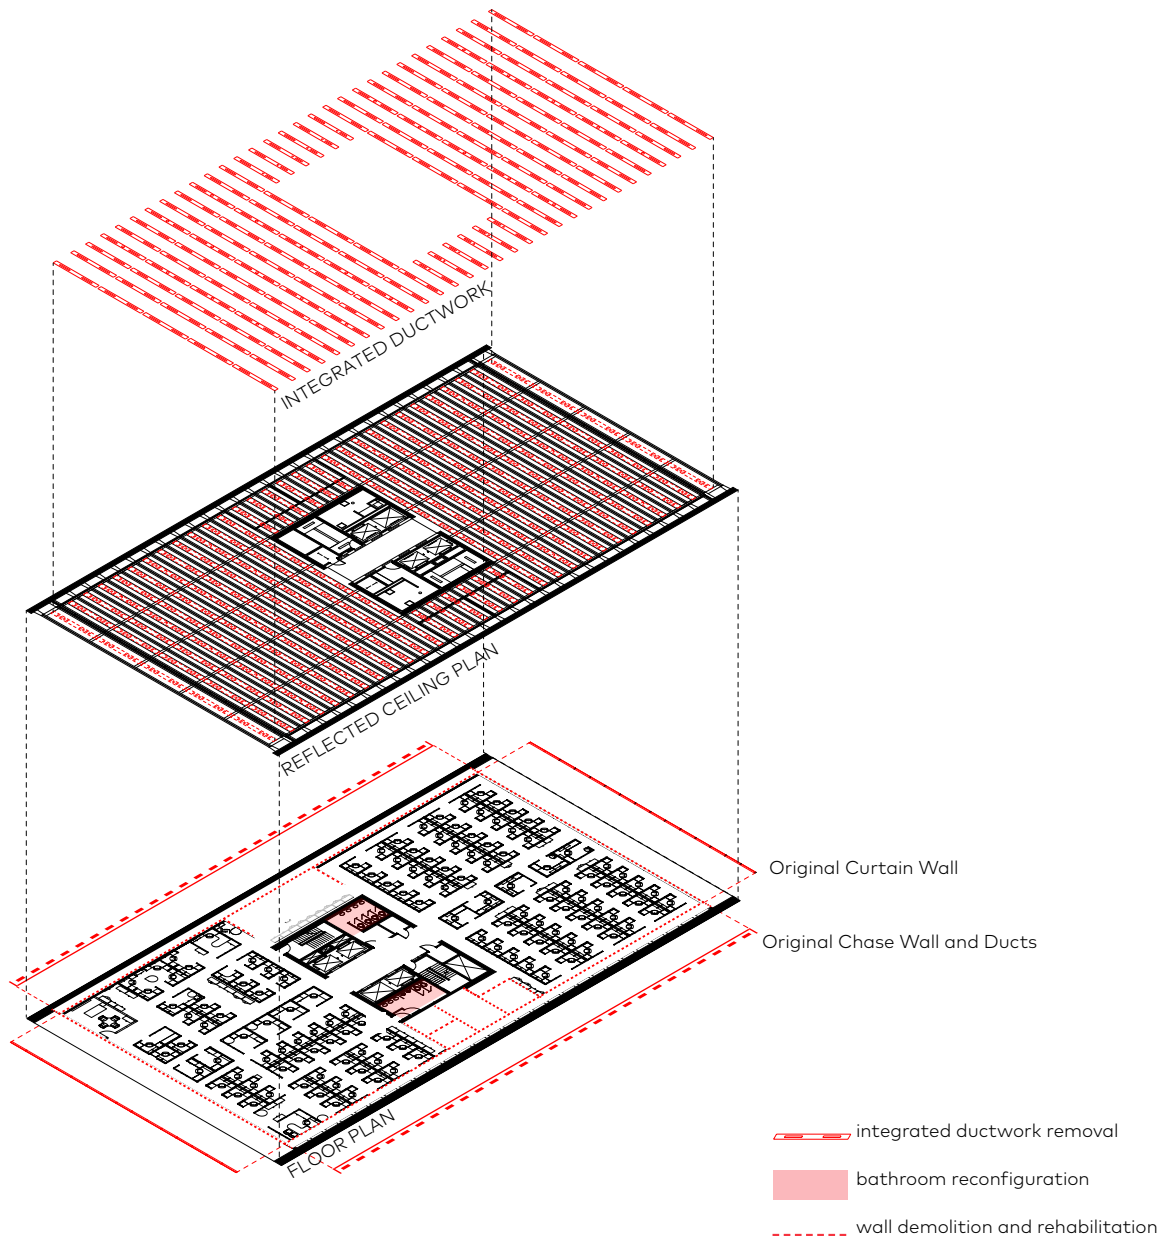 INTEGRATED DUCTWORK
REFLECTED CEILING PLAN
Original Curtain Wall
Original Chase Wall and Ducts
FLOOR PLAN
integrated ductwork removal
bathroom reconfiguration
wall demolition and rehabilitation